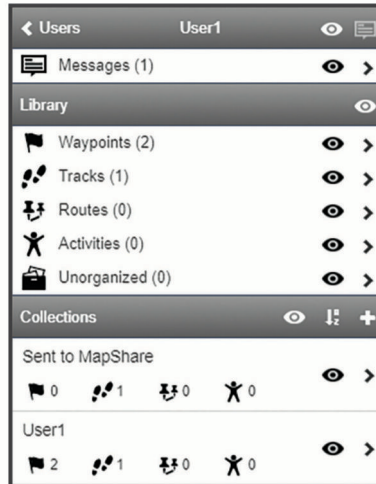 Users User1
Messages (1)
Library
Waypoints (2)
Tracks (1)
Routes (0)
Activities (0)
Unorganized (0)
Collections
Sent to MapShare
0 1 0 0
User1
2 1 0 0